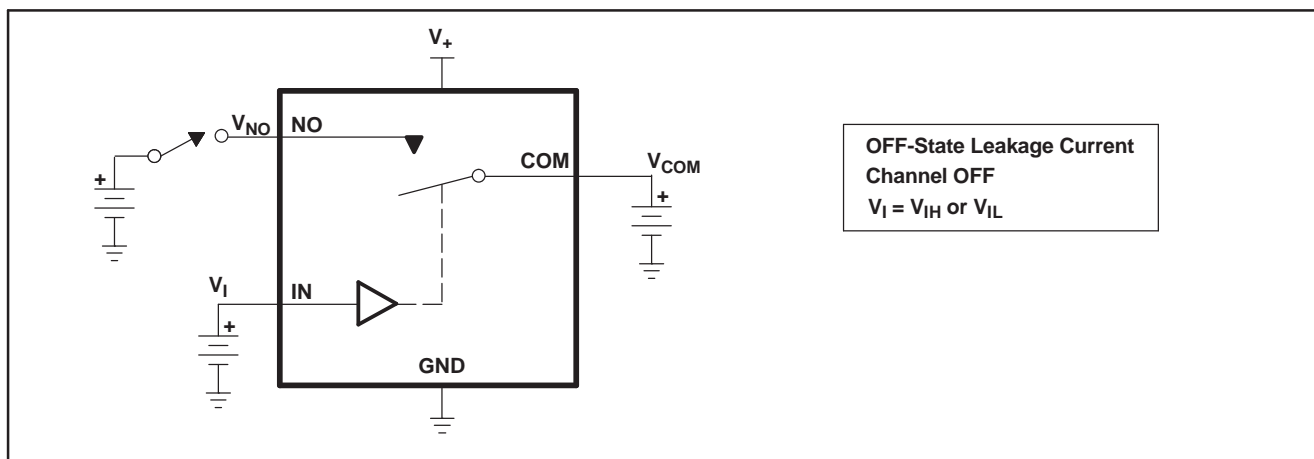 V+
VNO NO
COM VCOM
+
+
VI IN
+
GND
OFF-State Leakage Current
Channel OFF
VI = VIH or VIL